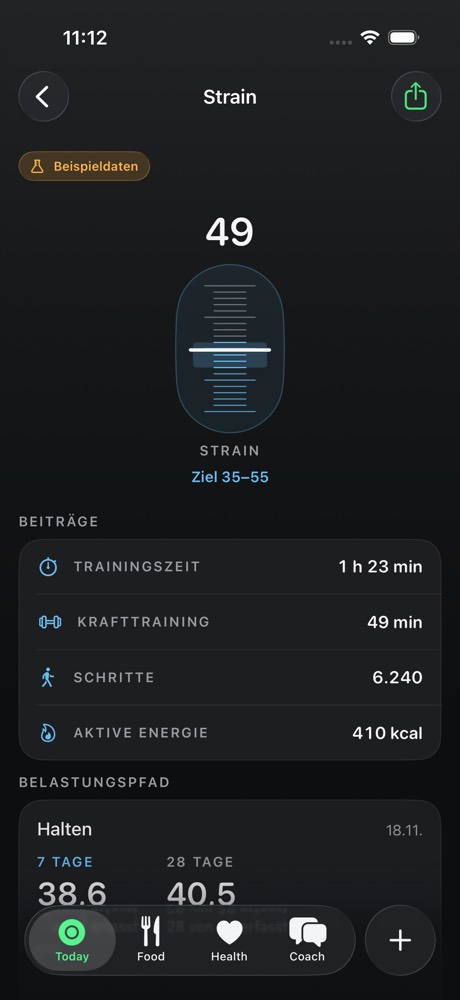 11:12
Strain
Beispieldaten
49
STRAIN
Ziel 35–55
BEITRÄGE
TRAININGSZEIT 1 h 23 min
KRAFTTRAINING 49 min
SCHRITTE 6.240
AKTIVE ENERGIE 410 kcal
BELASTUNGSPFAD
Halten 18.11.
7 TAGE 28 TAGE
38.6 40.5
Today Food Health Coach